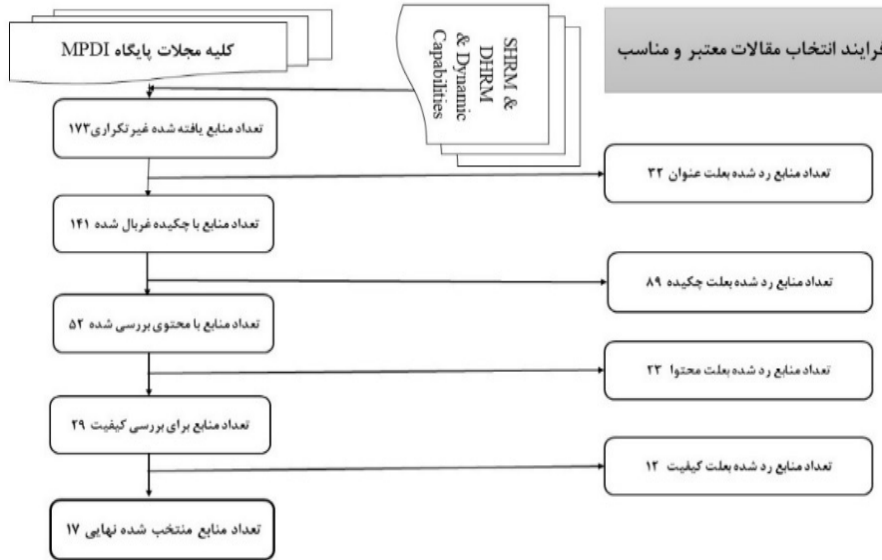 فرایند انتخاب مقالات معتبر و مناسب
کلیه مجلات پایگاه MPDI
SHRM &
DHRM
& Dynamic
Capabilities
تعداد منابع یافته شده غیر تکراری ۱۷۳
تعداد منابع رد شده بعلت عنوان ۳۲
تعداد منابع با چکیده غربال شده ۱۴۱
تعداد منابع رد شده بعلت چکیده ۸۹
تعداد منابع با محتوی بررسی شده ۵۲
تعداد منابع رد شده بعلت محتوا ۲۳
تعداد منابع برای بررسی کیفیت ۲۹
تعداد منابع رد شده بعلت کیفیت ۱۲
تعداد منابع منتخب شده نهایی ۱۷